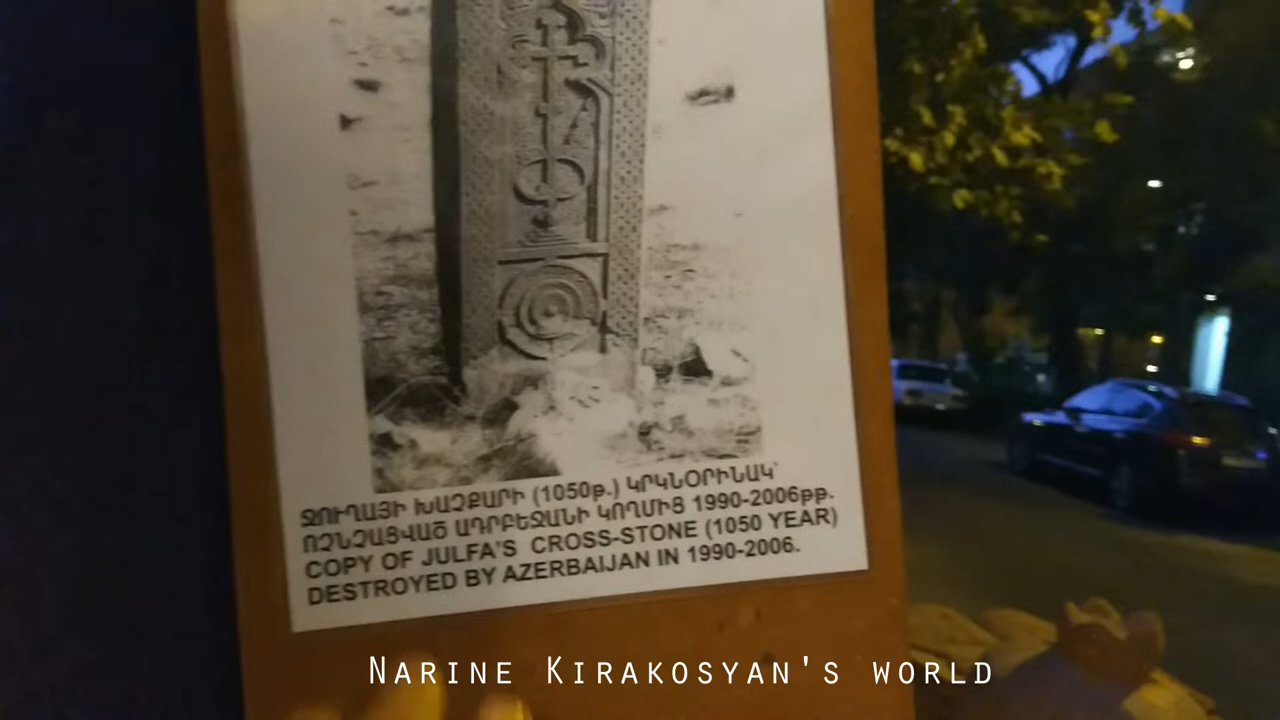 ՋՈՒՂԱՅԻ ԽԱՉՔԱՐԻ (1050թ.) ԿՐԿՆՕՐԻՆԱԿ՝
ՈՉՆՉԱՑՎԱԾ ԱԴՐԲԵՋԱՆԻ ԿՈՂՄԻՑ 1990-2006թթ.
COPY OF JULFA'S CROSS-STONE (1050 YEAR)
DESTROYED BY AZERBAIJAN IN 1990-2006.
NARINE KIRAKOSYAN'S WORLD